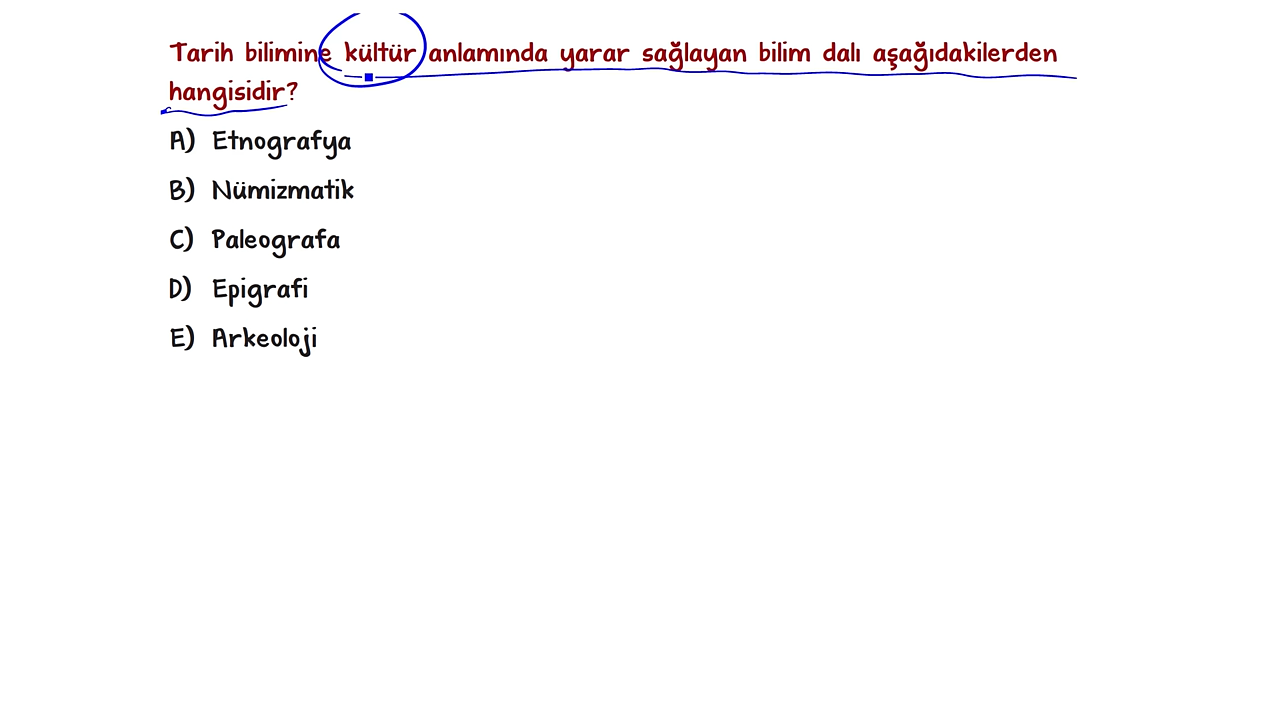 Tarih bilimine kültür anlamında yarar sağlayan bilim dalı aşağıdakilerden
hangisidir?
A) Etnografya
B) Nümizmatik
C) Paleografa
D) Epigrafi
E) Arkeoloji